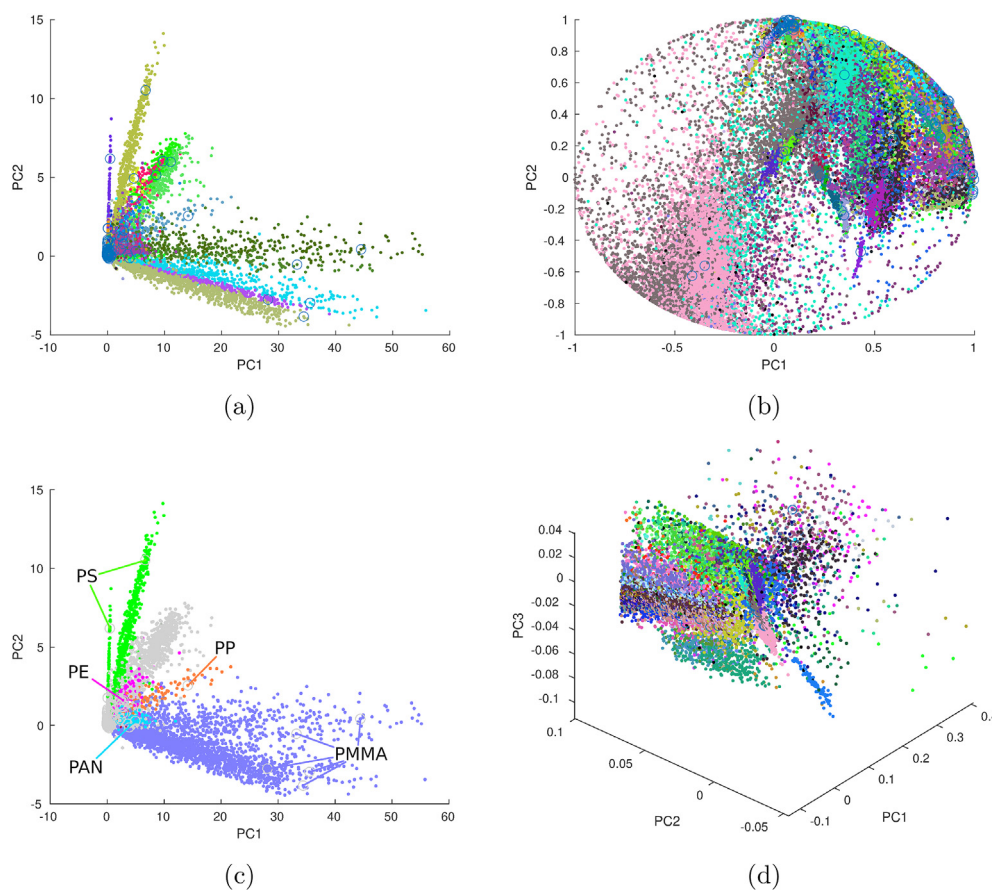 15
10
5
0
-5
-10 0 10 20 30 40 50 60
PC2
PC1
(a)
1
0.8
0.6
0.4
0.2
0
-0.2
-0.4
-0.6
-0.8
-1
-1 -0.5 0 0.5 1
PC2
PC1
(b)
15
10
5
0
-5
-10 0 10 20 30 40 50 60
PC2
PC1
PS
PE
PAN
PP
PMMA
(c)
0.04
0.02
0
-0.02
-0.04
-0.06
-0.08
-0.1
PC3
0.1
0.05
0
-0.05
PC2
-0.1
0
0.1
0.2
0.3
PC1
(d)